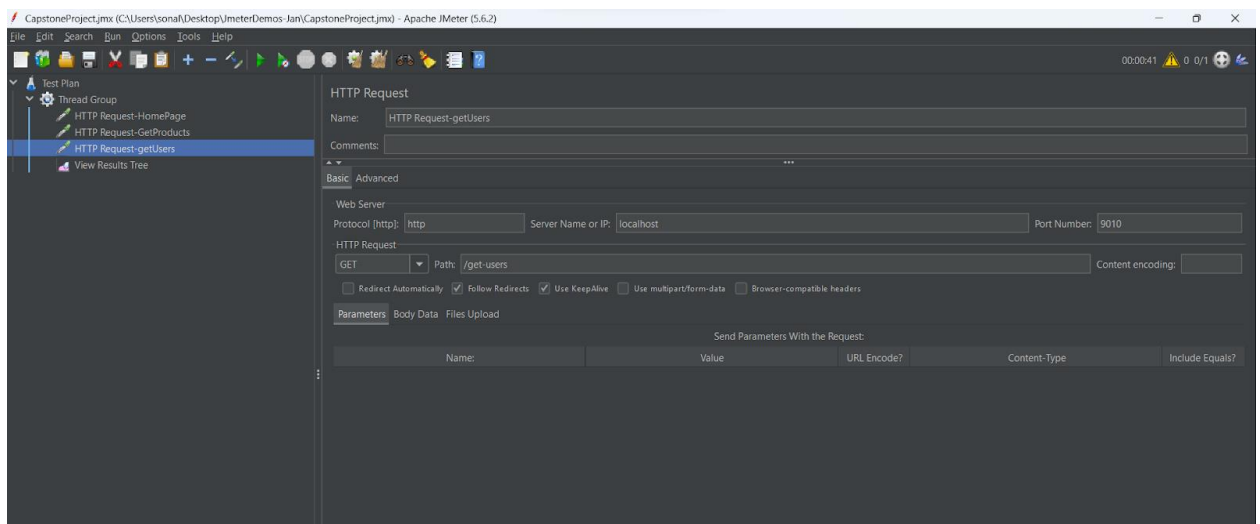 CapstoneProject.jmx (C:\Users\sonal\Desktop\JmeterDemos-Jan\CapstoneProject.jmx) - Apache JMeter (5.6.2)
File Edit Search Run Options Tools Help
00:00:41 0 0/1
Test Plan
Thread Group
HTTP Request-HomePage
HTTP Request-GetProducts
HTTP Request-getUsers
View Results Tree
HTTP Request
Name: HTTP Request-getUsers
Comments:
Basic Advanced
Web Server
Protocol [http]: http Server Name or IP: localhost Port Number: 9010
HTTP Request
GET Path: /get-users Content encoding:
Redirect Automatically Follow Redirects Use KeepAlive Use multipart/form-data Browser-compatible headers
Parameters Body Data Files Upload
Send Parameters With the Request:
Name: Value URL Encode? Content-Type Include Equals?